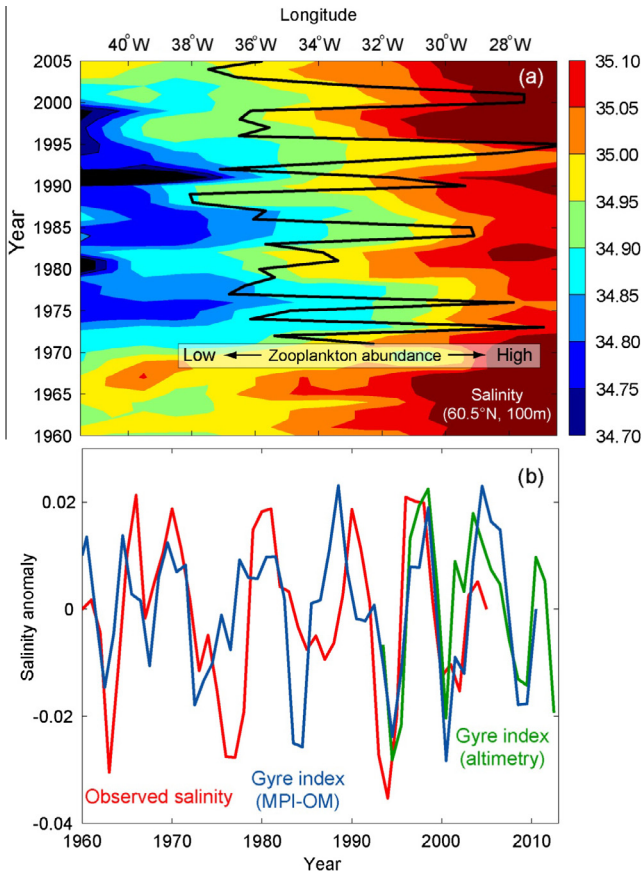 Longitude
40°W 38°W 36°W 34°W 32°W 30°W 28°W
2005
2000
1995
1990
1985
1980
1975
1970
1965
1960
Year
(a)
Low Zooplankton abundance High
Salinity
(60.5°N, 100m)
35.10
35.05
35.00
34.95
34.90
34.85
34.80
34.75
34.70
(b)
0.02
0
-0.02
-0.04
Salinity anomaly
Observed salinity
Gyre index
(MPI-OM)
Gyre index
(altimetry)
1960 1970 1980 1990 2000 2010
Year